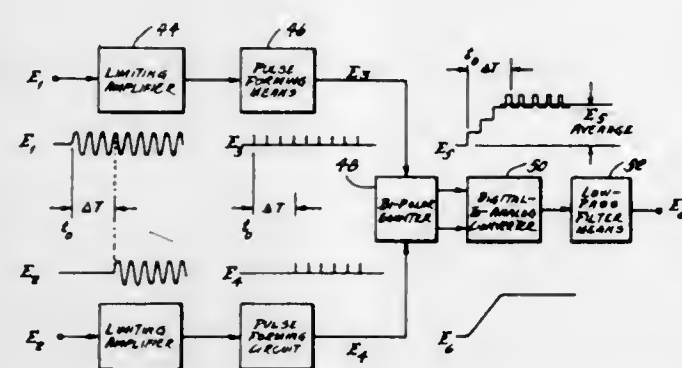 44
46
E1
LIMITING
AMPLIFIER
PULSE
FORMING
MEANS
E3
t0
ΔT
E5
AVERAGE
E5
E1
E3
t0
ΔT
t0
ΔT
48
50
52
BI-POLAR
COUNTER
DIGITAL-
TO-ANALOG
CONVERTER
LOW-
PASS
FILTER
MEANS
E6
E2
E4
E2
LIMITING
AMPLIFIER
PULSE
FORMING
CIRCUIT
E4
E6